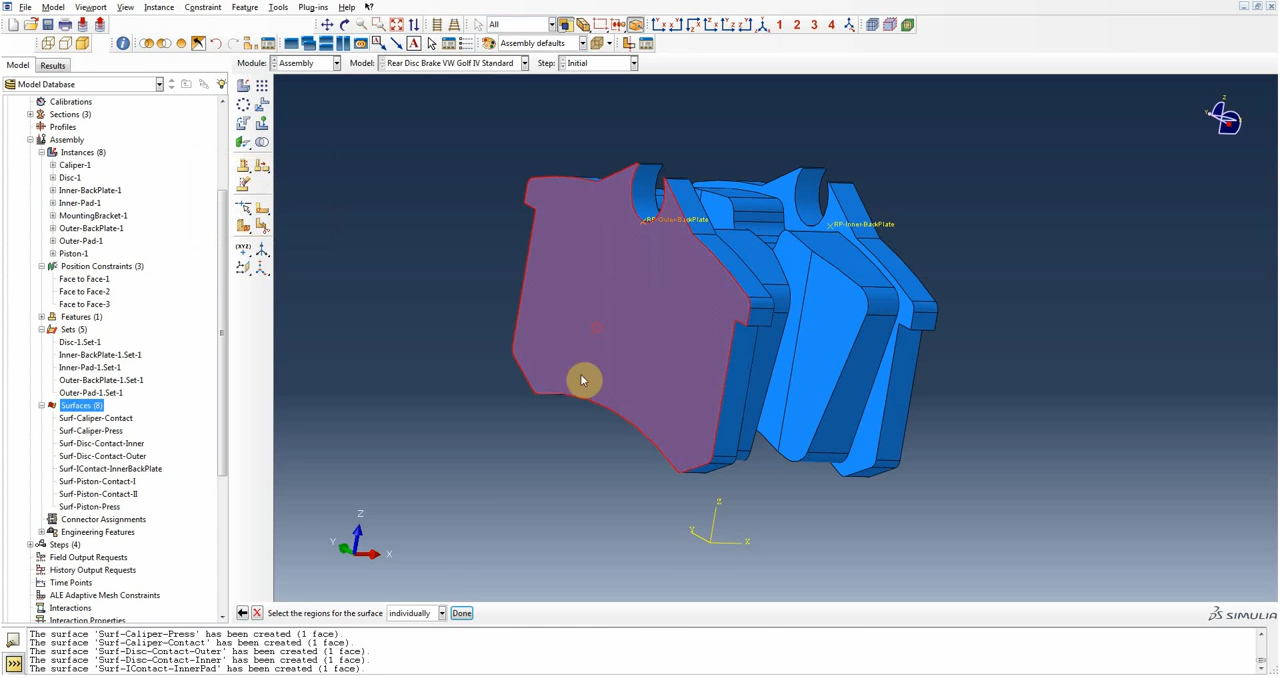 File Model Viewport View Instance Constraint Feature Tools Plug-ins Help
All 1 2 3 4
Assembly defaults
Model Results Module: Assembly Model: Rear Disc Brake VW Golf IV Standard Step: Initial
Model Database
Calibrations
Sections (3)
Profiles
Assembly
Instances (8)
Caliper-1
Disc-1
Inner-BackPlate-1
Inner-Pad-1
MountingBracket-1
Outer-BackPlate-1
Outer-Pad-1
Piston-1
Position Constraints (3)
Face to Face-1
Face to Face-2
Face to Face-3
Features (1)
Sets (5)
Disc-1.Set-1
Inner-BackPlate-1.Set-1
Inner-Pad-1.Set-1
Outer-BackPlate-1.Set-1
Outer-Pad-1.Set-1
Surfaces (8)
Surf-Caliper-Contact
Surf-Caliper-Press
Surf-Disc-Contact-Inner
Surf-Disc-Contact-Outer
Surf-IContact-InnerBackPlate
Surf-Piston-Contact-I
Surf-Piston-Contact-II
Surf-Piston-Press
Connector Assignments
Engineering Features
Steps (4)
Field Output Requests
History Output Requests
Time Points
ALE Adaptive Mesh Constraints
Interactions
Interaction Properties
(XYZ)
RP-Outer-BackPlate
RP-Inner-BackPlate
Z
Y
X
Z
Y
X
Z
Select the regions for the surface individually Done
SIMULIA
The surface 'Surf-Caliper-Press' has been created (1 face).
The surface 'Surf-Caliper-Contact' has been created (1 face).
The surface 'Surf-Disc-Contact-Outer' has been created (1 face).
The surface 'Surf-Disc-Contact-Inner' has been created (1 face).
The surface 'Surf-IContact-InnerPad' has been created (1 face).